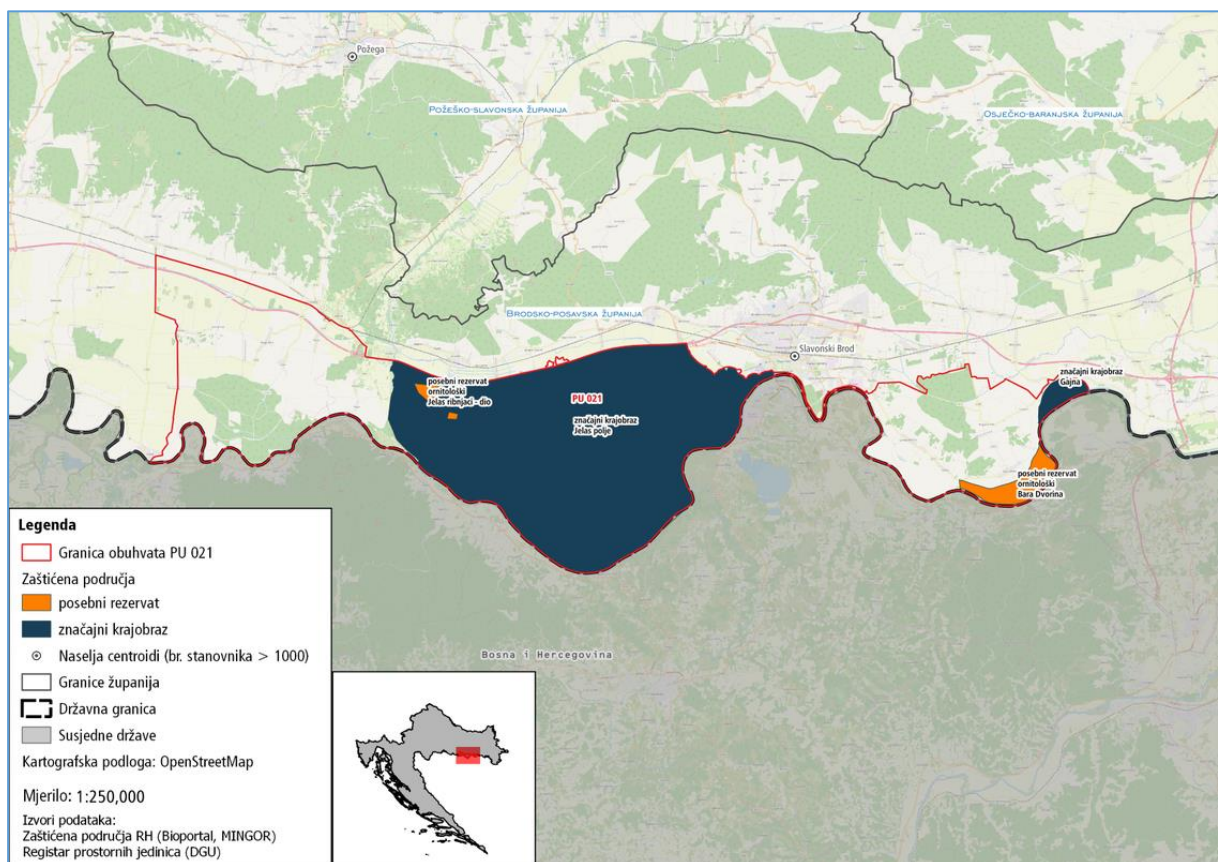 Požega
POŽEŠKO-SLAVONSKA ŽUPANIJA
OSJEČKO-BARANJSKA ŽUPANIJA
BRODSKO-POSAVSKA ŽUPANIJA
Slavonski Brod
značajni krajobraz
Gajna
posebni rezervat
ornitološki
Jelas ribnjaci - dio
PU 021
značajni krajobraz
Jelas polje
posebni rezervat
ornitološki
Bara Dvorina
Bosna i Hercegovina
Legenda
Granica obuhvata PU 021
Zaštićena područja
posebni rezervat
značajni krajobraz
Naselja centroidi (br. stanovnika > 1000)
Granice županija
Državna granica
Susjedne države
Kartografska podloga: OpenStreetMap
Mjerilo: 1:250,000
Izvori podataka:
Zaštićena područja RH (Bioportal, MINGOR)
Registar prostornih jedinica (DGU)